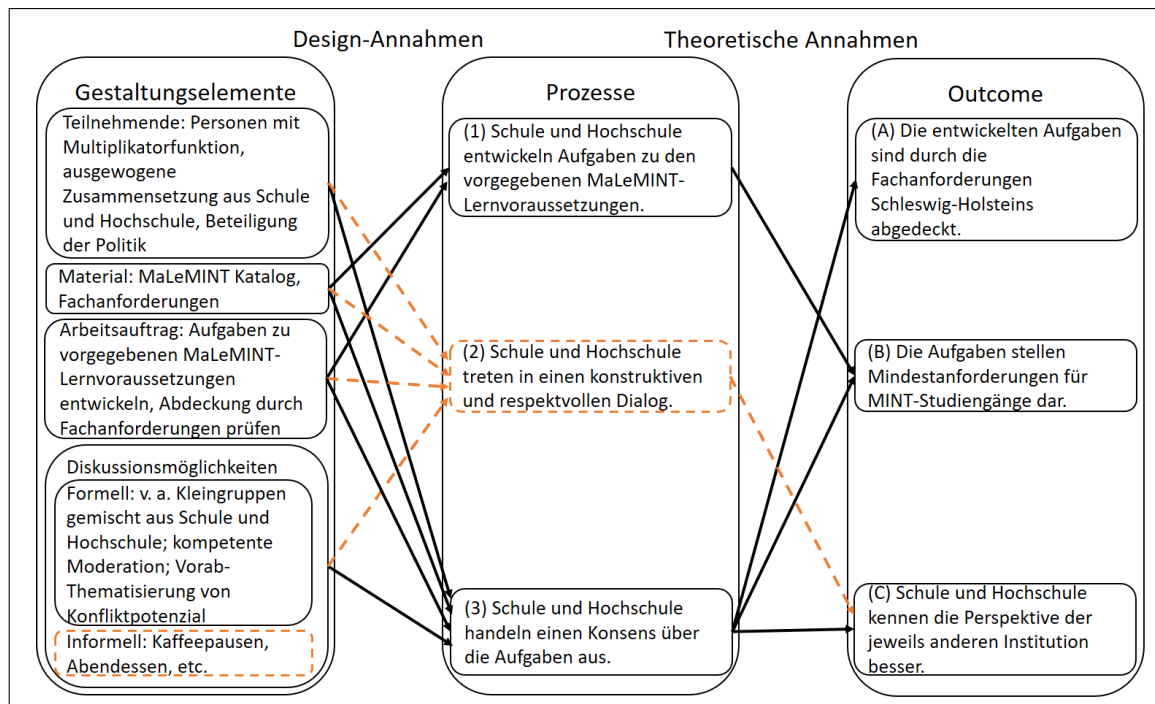 Design-Annahmen
Theoretische Annahmen
Gestaltungselemente
Teilnehmende: Personen mit
Multiplikatorfunktion,
ausgewogene
Zusammensetzung aus Schule
und Hochschule, Beteiligung
der Politik
Material: MaLeMINT Katalog,
Fachanforderungen
Arbeitsauftrag: Aufgaben zu
vorgegebenen MaLeMINT-
Lernvoraussetzungen
entwickeln, Abdeckung durch
Fachanforderungen prüfen
Diskussionsmöglichkeiten
Formell: v. a. Kleingruppen
gemischt aus Schule und
Hochschule; kompetente
Moderation; Vorab-
Thematisierung von
Konfliktpotenzial
Informell: Kaffeepausen,
Abendessen, etc.
Prozesse
(1) Schule und Hochschule
entwickeln Aufgaben zu den
vorgegebenen MaLeMINT-
Lernvoraussetzungen.
(2) Schule und Hochschule
treten in einen konstruktiven
und respektvollen Dialog.
(3) Schule und Hochschule
handeln einen Konsens über
die Aufgaben aus.
Outcome
(A) Die entwickelten Aufgaben
sind durch die
Fachanforderungen
Schleswig-Holsteins
abgedeckt.
(B) Die Aufgaben stellen
Mindestanforderungen für
MINT-Studiengänge dar.
(C) Schule und Hochschule
kennen die Perspektive der
jeweils anderen Institution
besser.